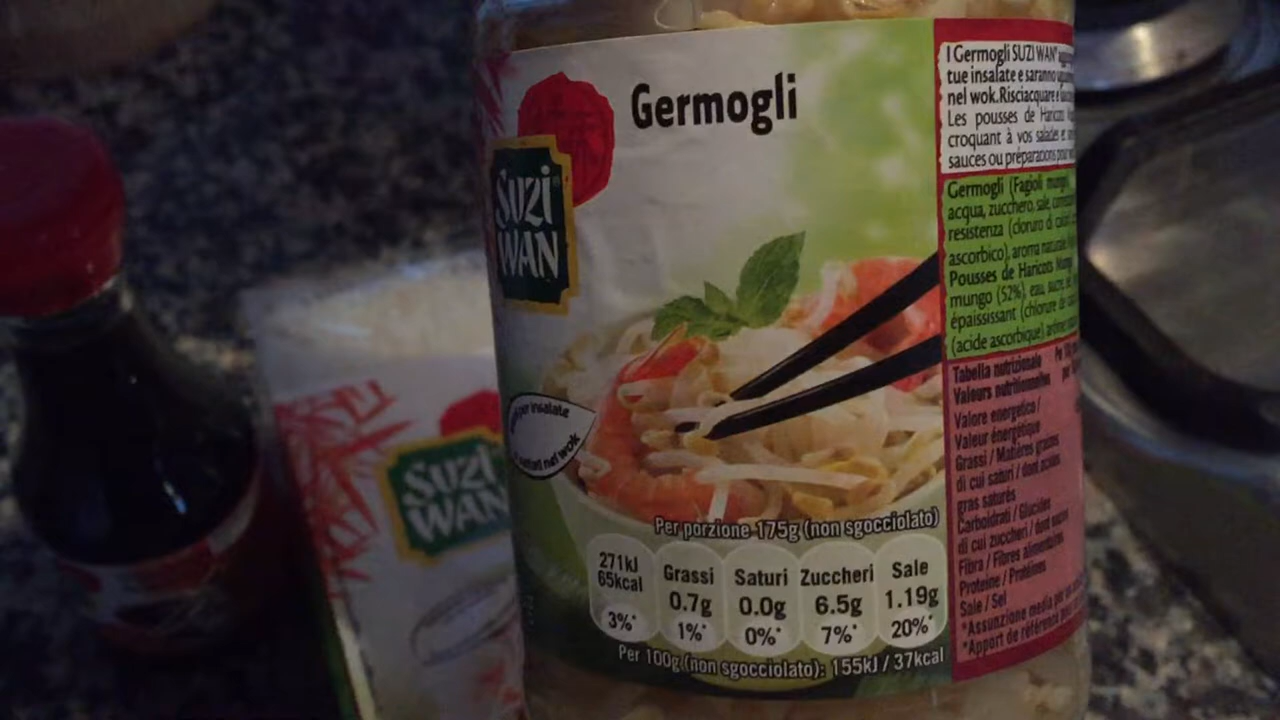 Germogli
SUZI
WAN
per insalate
saltati nel wok
Per porzione 175g (non sgocciolato)
271kJ
65kcal
3%*
Grassi
0.7g
1%*
Saturi
0.0g
0%*
Zuccheri
6.5g
7%*
Sale
1.19g
20%*
Per 100g (non sgocciolato): 155kJ / 37kcal
I Germogli SUZI WAN®
tue insalate e saranno
nel wok. Risciacquare e
Les pousses de Haricots
croquant à vos salades et
sauces ou préparations pour
Germogli (Fagioli mungo
acqua, zucchero, sale,
resistenza (cloruro di
ascorbico), aroma naturale
Pousses de Haricots Mungo
mungo (52%), eau, sucre,
épaississant (chlorure de
(acide ascorbique)
Tabella nutrizionale
Valeurs nutritionnelles
Valore energetico /
Valeur énergétique
Grassi / Matières grasses
di cui saturi / dont acides
gras saturés
Carboidrati / Glucides
di cui zuccheri / dont sucres
Fibra / Fibres alimentaires
Proteine / Protéines
Sale / Sel
*Assunzione media per
*Apport de référence
SUZI
WAN